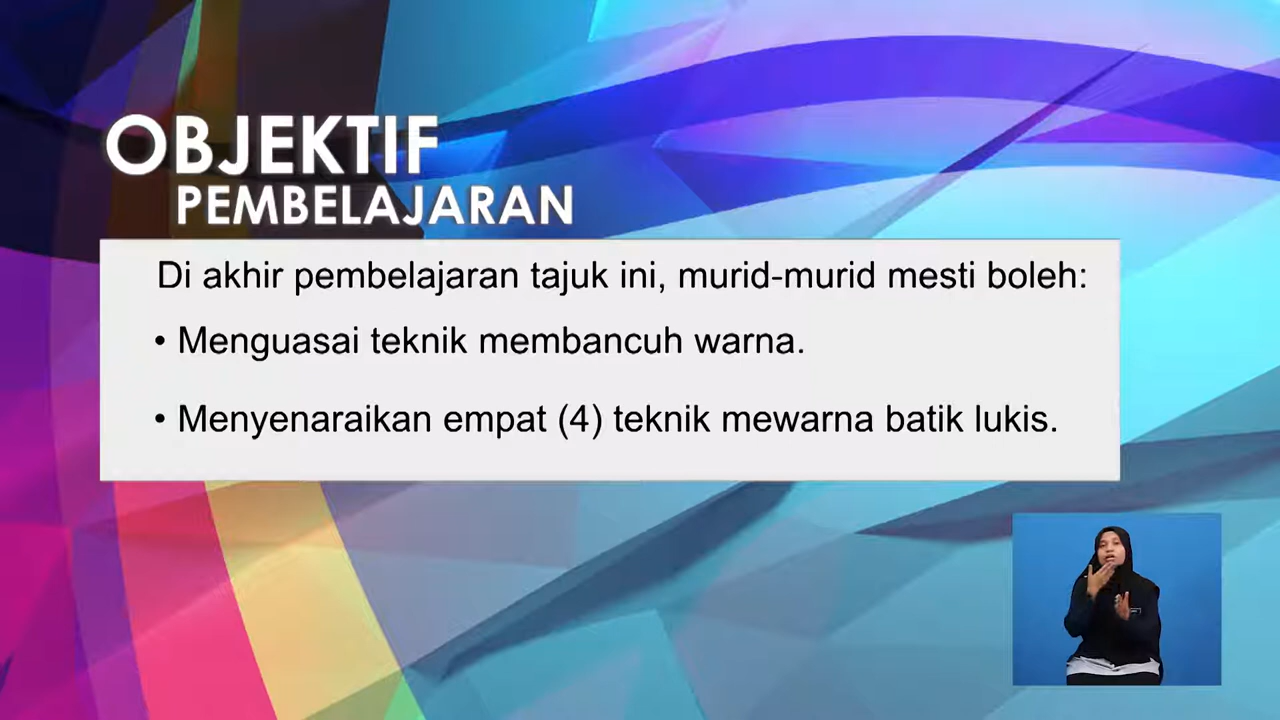 OBJEKTIF
PEMBELAJARAN
Di akhir pembelajaran tajuk ini, murid-murid mesti boleh:
• Menguasai teknik membancuh warna.
• Menyenaraikan empat (4) teknik mewarna batik lukis.